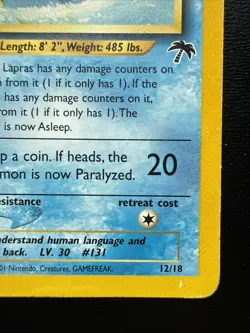 Length: 8' 2", Weight: 485 lbs.
Lapras has any damage counters on
from it (1 if it only has 1). If the
has any damage counters on it,
from it (1 if it only has 1). The
is now Asleep.
p a coin. If heads, the
mon is now Paralyzed.
20
sistance
retreat cost
nderstand human language and
back. LV. 30 #131
01 Nintendo, Creatures, GAMEFREAK.
12/18